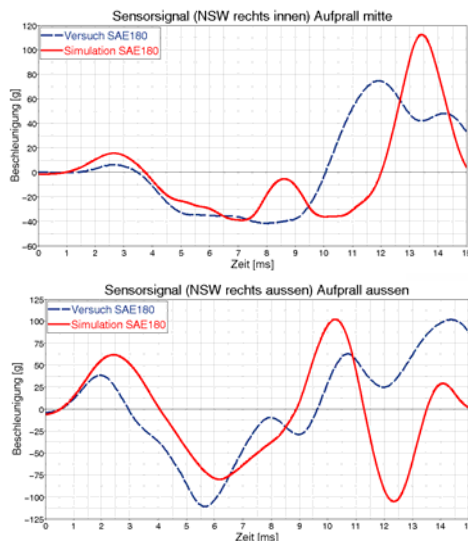 Sensorsignal (NSW rechts innen) Aufprall mitte
Versuch SAE180
Simulation SAE180
Beschleunigung [g]
120
100
80
60
40
20
0
−20
−40
−60
0 1 2 3 4 5 6 7 8 9 10 11 12 13 14 15
Zeit [ms]
Sensorsignal (NSW rechts aussen) Aufprall aussen
Versuch SAE180
Simulation SAE180
Beschleunigung [g]
125
100
75
50
25
0
−25
−50
−75
−100
−125
0 1 2 3 4 5 6 7 8 9 10 11 12 13 14 15
Zeit [ms]